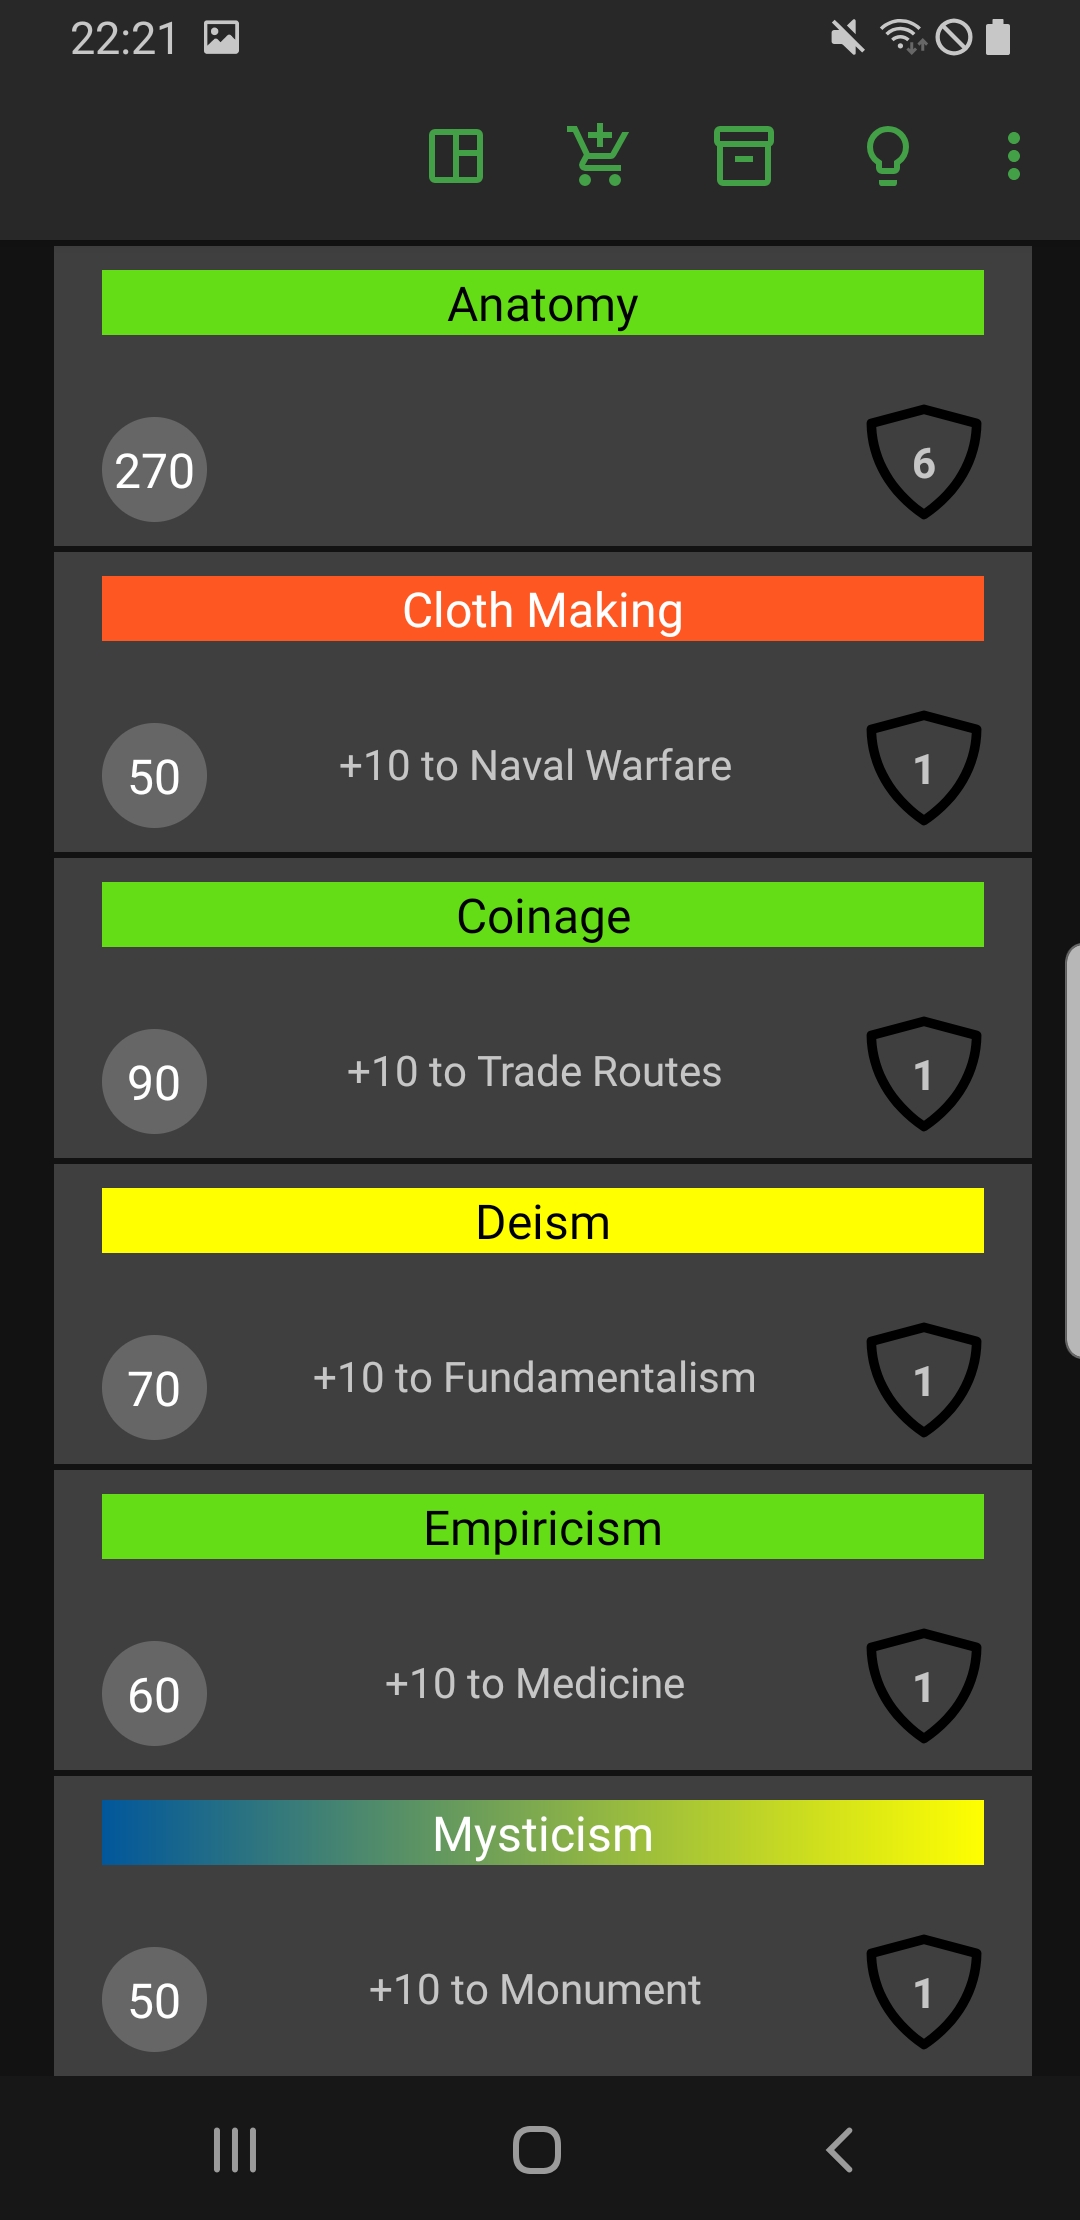 22:21
Anatomy
270
6
Cloth Making
50
+10 to Naval Warfare
1
Coinage
90
+10 to Trade Routes
1
Deism
70
+10 to Fundamentalism
1
Empiricism
60
+10 to Medicine
1
Mysticism
50
+10 to Monument
1